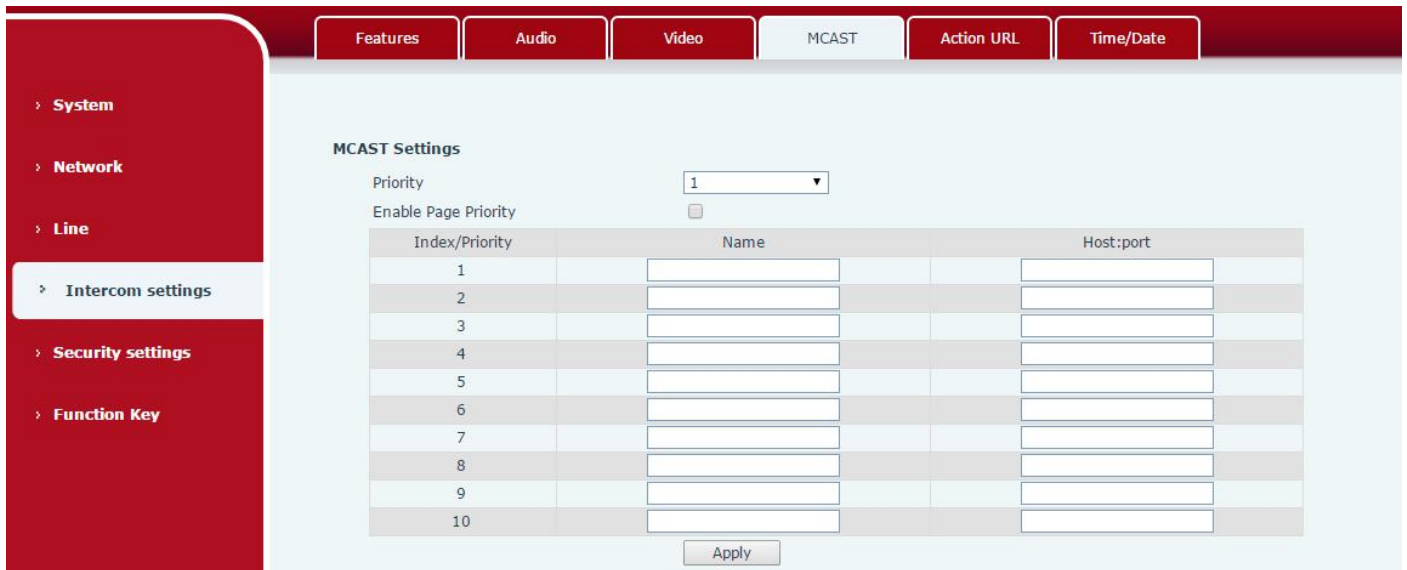 Features Audio Video MCAST Action URL Time/Date
System
Network
Line
Intercom settings
Security settings
Function Key
MCAST Settings
Priority 1
Enable Page Priority
Index/Priority Name Host:port
1
2
3
4
5
6
7
8
9
10
Apply